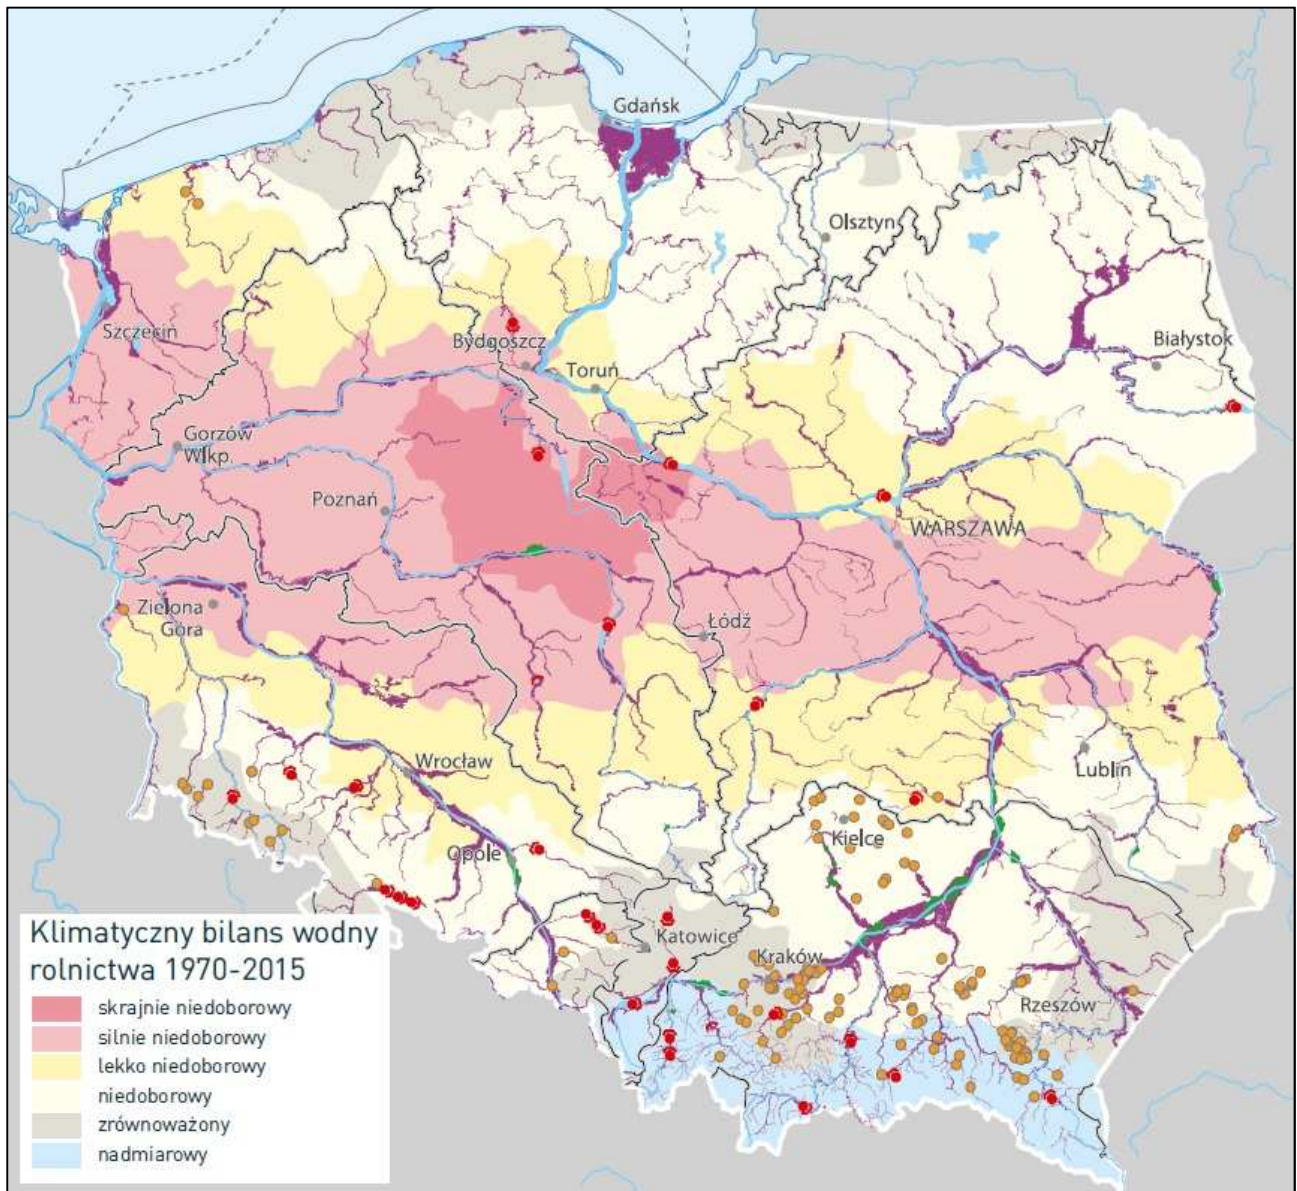 Gdańsk
Olsztyn
Szczecin
Bydgoszcz
Białystok
Toruń
Gorzów
Wlkp.
Poznań
WARSZAWA
Zielona
Góra
Łódź
Wrocław
Lublin
Kielce
Opole
Katowice
Kraków
Rzeszów
Klimatyczny bilans wodny
rolnictwa 1970-2015
skrajnie niedoborowy
silnie niedoborowy
lekko niedoborowy
niedoborowy
zrównoważony
nadmiarowy